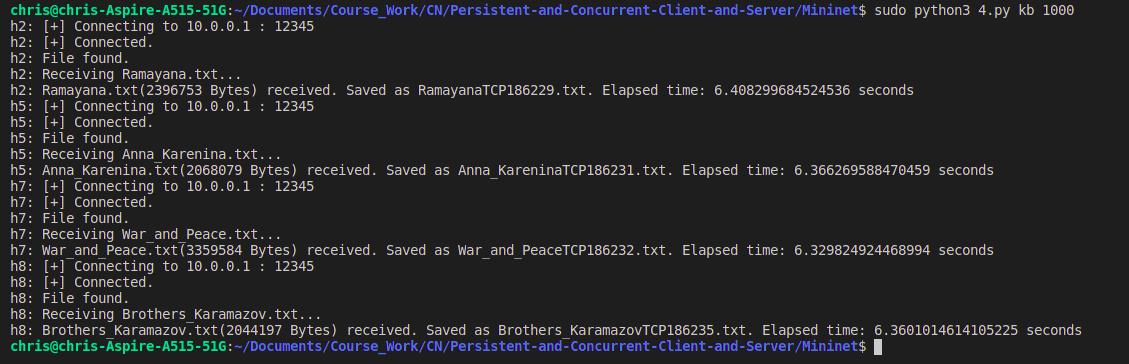 chris@chris-Aspire-A515-51G:~/Documents/Course_Work/CN/Persistent-and-Concurrent-Client-and-Server/Mininet$ sudo python3 4.py kb 1000
h2: [+] Connecting to 10.0.0.1 : 12345
h2: [+] Connected.
h2: File found.
h2: Receiving Ramayana.txt...
h2: Ramayana.txt(2396753 Bytes) received. Saved as RamayanaTCP186229.txt. Elapsed time: 6.408299684524536 seconds
h5: [+] Connecting to 10.0.0.1 : 12345
h5: [+] Connected.
h5: File found.
h5: Receiving Anna_Karenina.txt...
h5: Anna_Karenina.txt(2068079 Bytes) received. Saved as Anna_KareninaTCP186231.txt. Elapsed time: 6.366269588470459 seconds
h7: [+] Connecting to 10.0.0.1 : 12345
h7: [+] Connected.
h7: File found.
h7: Receiving War_and_Peace.txt...
h7: War_and_Peace.txt(3359584 Bytes) received. Saved as War_and_PeaceTCP186232.txt. Elapsed time: 6.329824924468994 seconds
h8: [+] Connecting to 10.0.0.1 : 12345
h8: [+] Connected.
h8: File found.
h8: Receiving Brothers_Karamazov.txt...
h8: Brothers_Karamazov.txt(2044197 Bytes) received. Saved as Brothers_KaramazovTCP186235.txt. Elapsed time: 6.3601014614105225 seconds
chris@chris-Aspire-A515-51G:~/Documents/Course_Work/CN/Persistent-and-Concurrent-Client-and-Server/Mininet$